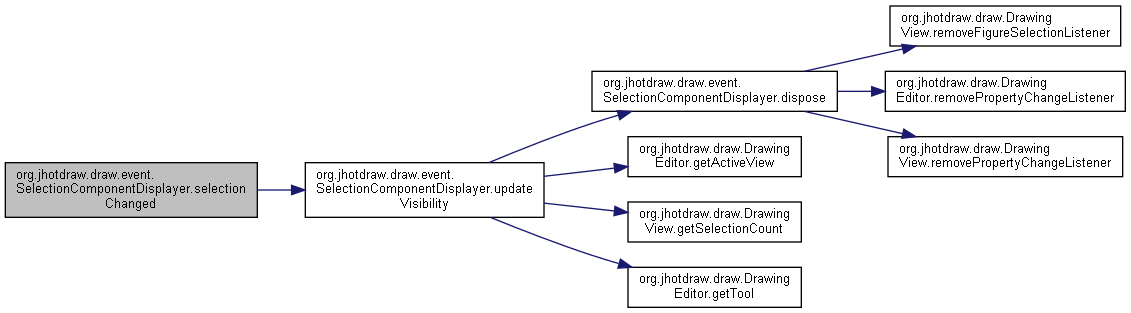 org.jhotdraw.draw.event.
SelectionComponentDisplayer.selection
Changed
org.jhotdraw.draw.event.
SelectionComponentDisplayer.update
Visibility
org.jhotdraw.draw.event.
SelectionComponentDisplayer.dispose
org.jhotdraw.draw.Drawing
View.removeFigureSelectionListener
org.jhotdraw.draw.Drawing
Editor.removePropertyChangeListener
org.jhotdraw.draw.Drawing
View.removePropertyChangeListener
org.jhotdraw.draw.Drawing
Editor.getActiveView
org.jhotdraw.draw.Drawing
View.getSelectionCount
org.jhotdraw.draw.Drawing
Editor.getTool